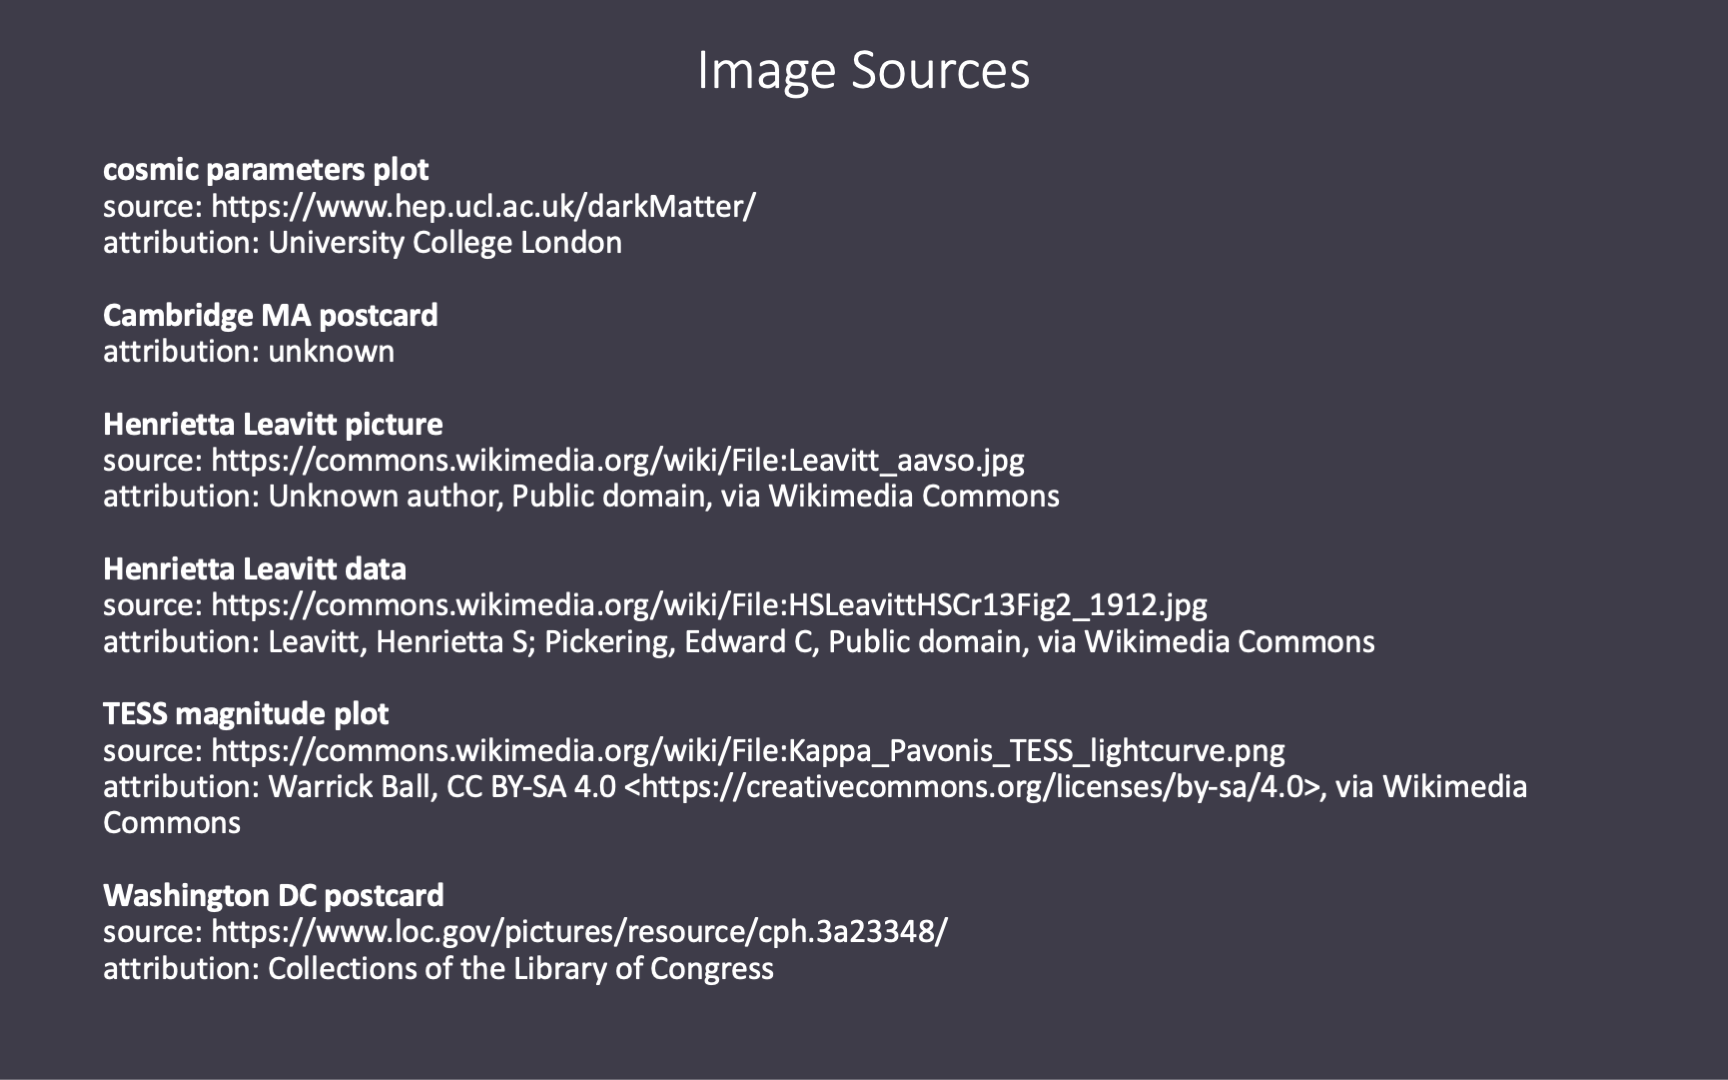 Image Sources
cosmic parameters plot
source: https://www.hep.ucl.ac.uk/darkMatter/
attribution: University College London
Cambridge MA postcard
attribution: unknown
Henrietta Leavitt picture
source: https://commons.wikimedia.org/wiki/File:Leavitt_aavso.jpg
attribution: Unknown author, Public domain, via Wikimedia Commons
Henrietta Leavitt data
source: https://commons.wikimedia.org/wiki/File:HSLeavittHSCr13Fig2_1912.jpg
attribution: Leavitt, Henrietta S; Pickering, Edward C, Public domain, via Wikimedia Commons
TESS magnitude plot
source: https://commons.wikimedia.org/wiki/File:Kappa_Pavonis_TESS_lightcurve.png
attribution: Warrick Ball, CC BY-SA 4.0 <https://creativecommons.org/licenses/by-sa/4.0>, via Wikimedia
Commons
Washington DC postcard
source: https://www.loc.gov/pictures/resource/cph.3a23348/
attribution: Collections of the Library of Congress